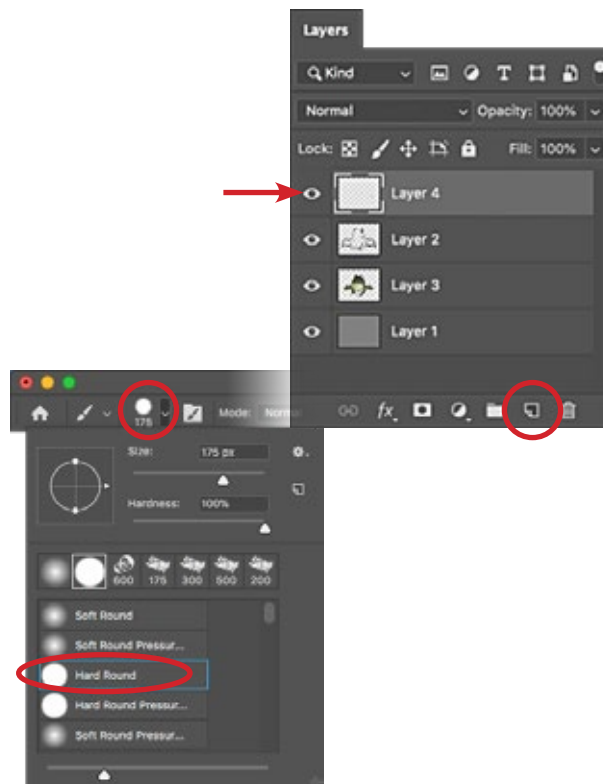 Layers
Kind
Normal Opacity: 100%
Lock: Fill: 100%
Layer 4
Layer 2
Layer 3
Layer 1
fx
175 Mode: Norma
Size: 175 px
Hardness: 100%
600 175 300 500 200
Soft Round
Soft Round Pressur...
Hard Round
Hard Round Pressur...
Soft Round Pressur...